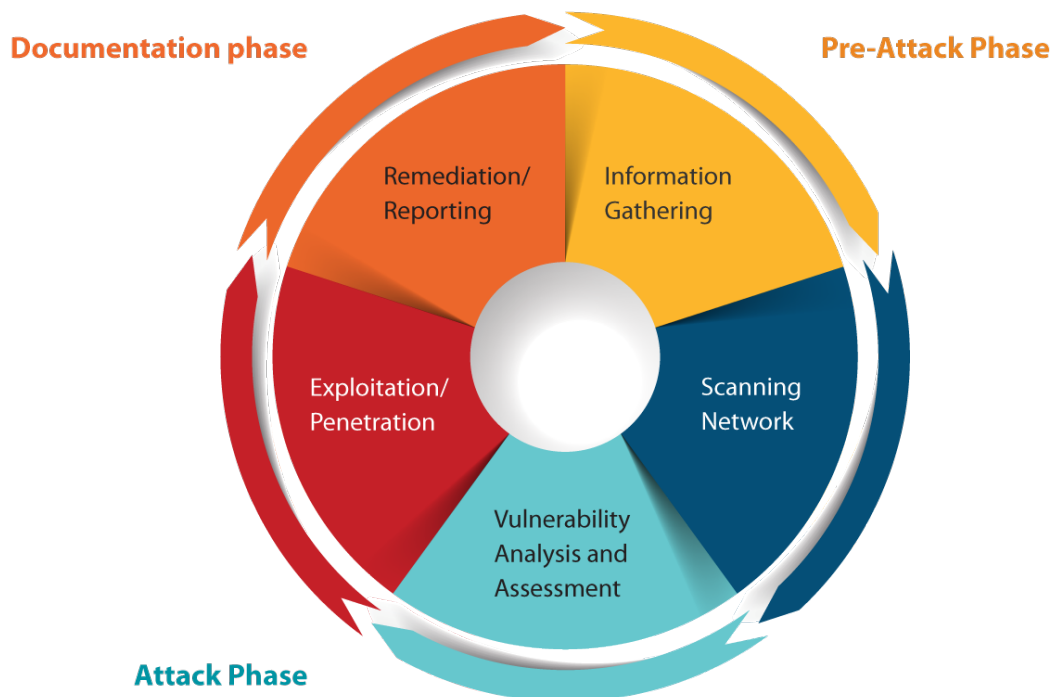 Documentation phase
Pre-Attack Phase
Remediation/
Reporting
Information
Gathering
Exploitation/
Penetration
Scanning
Network
Vulnerability
Analysis and
Assessment
Attack Phase